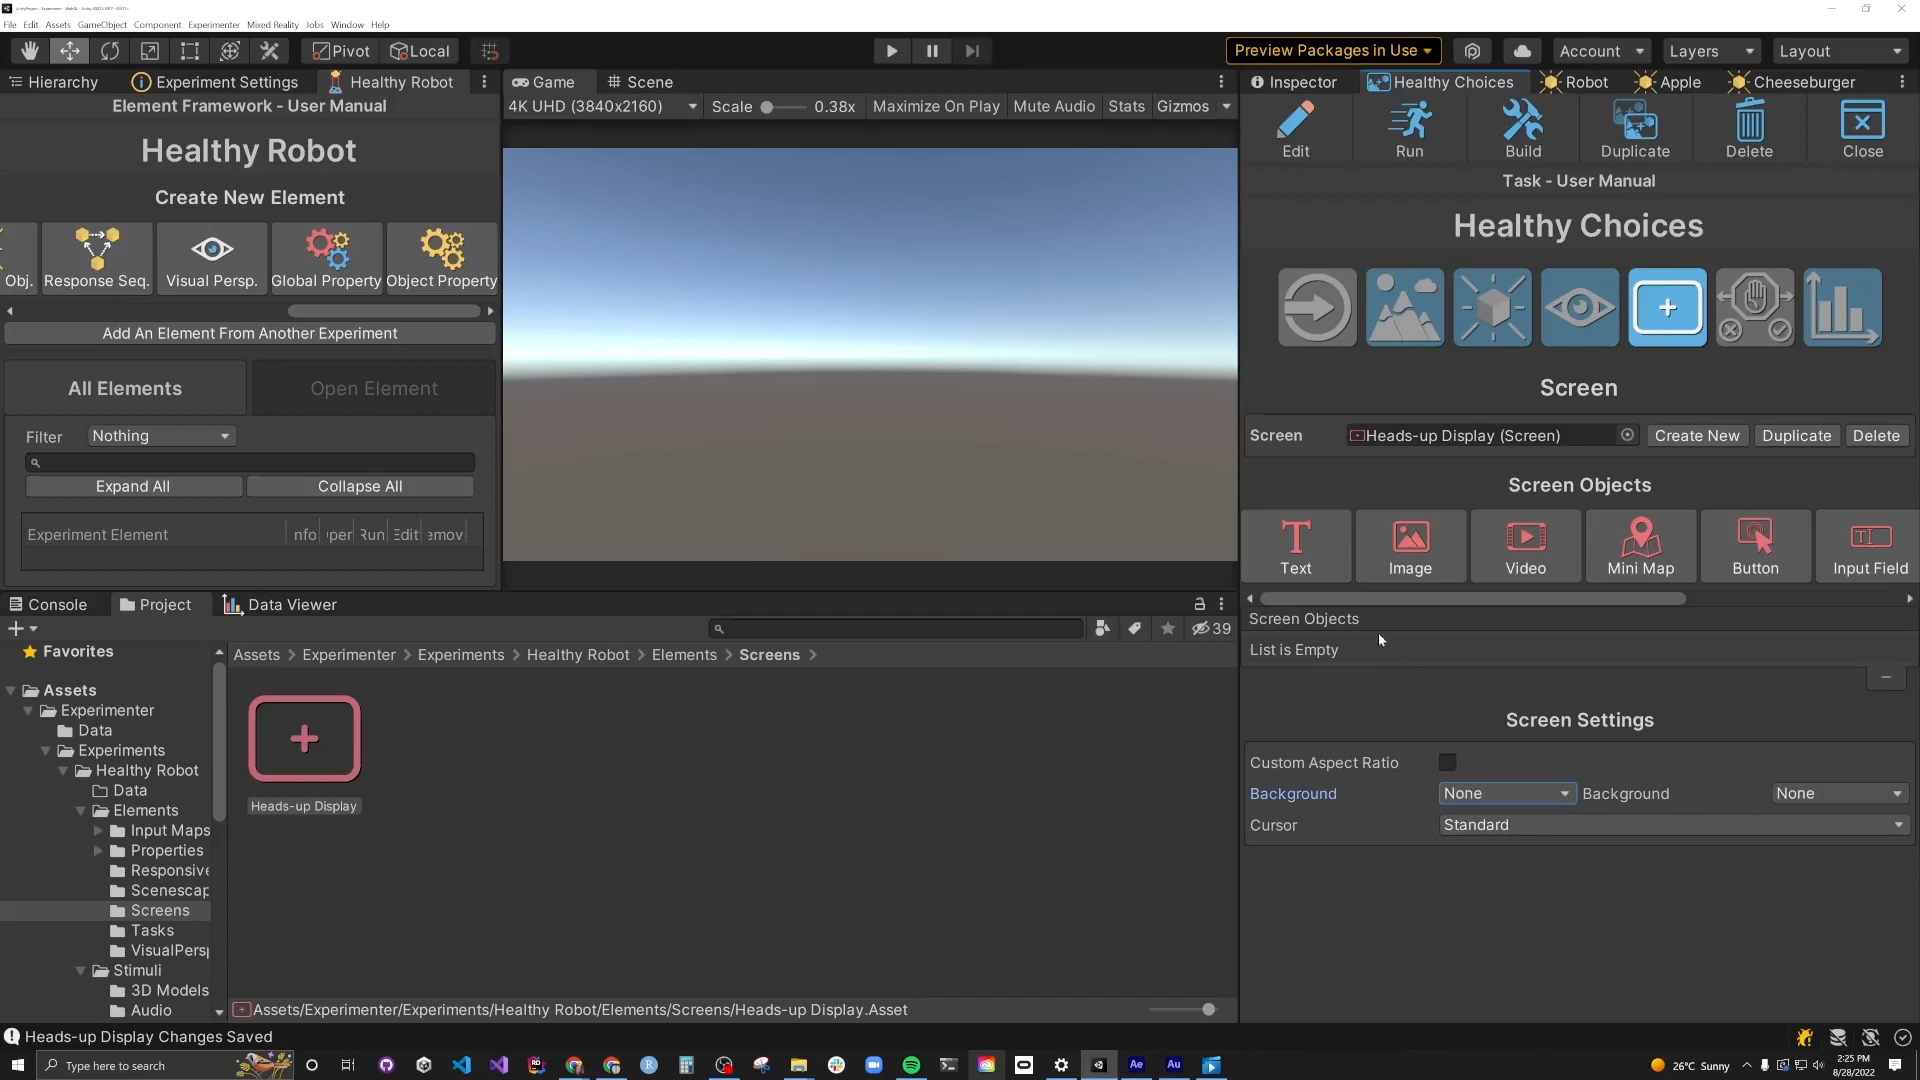 File Edit Assets GameObject Component Experimenter Mixed Reality Jobs Window Help
Pivot Local Preview Packages in Use Account Layers Layout
Hierarchy Experiment Settings Healthy Robot
Element Framework - User Manual
Healthy Robot
Create New Element
Obj. Response Seq. Visual Persp. Global Property Object Property
Add An Element From Another Experiment
All Elements Open Element
Filter Nothing
Expand All Collapse All
Experiment Element nfo per Run Edit emov
Game Scene
4K UHD (3840x2160) Scale 0.38x Maximize On Play Mute Audio Stats Gizmos
Inspector Healthy Choices Robot Apple Cheeseburger
Edit Run Build Duplicate Delete Close
Task - User Manual
Healthy Choices
Screen
Screen Heads-up Display (Screen) Create New Duplicate Delete
Screen Objects
Text Image Video Mini Map Button Input Field
Screen Objects
List is Empty
Screen Settings
Custom Aspect Ratio
Background None Background None
Cursor Standard
Console Project Data Viewer
39
Favorites
Assets
Experimenter
Data
Experiments
Healthy Robot
Data
Elements
Input Maps
Properties
Responsive
Scenescap
Screens
Tasks
VisualPersp
Stimuli
3D Models
Audio
Assets > Experimenter > Experiments > Healthy Robot > Elements > Screens >
Heads-up Display
Assets/Experimenter/Experiments/Healthy Robot/Elements/Screens/Heads-up Display.Asset
Heads-up Display Changes Saved
Type here to search
26°C Sunny
2:25 PM
8/28/2022